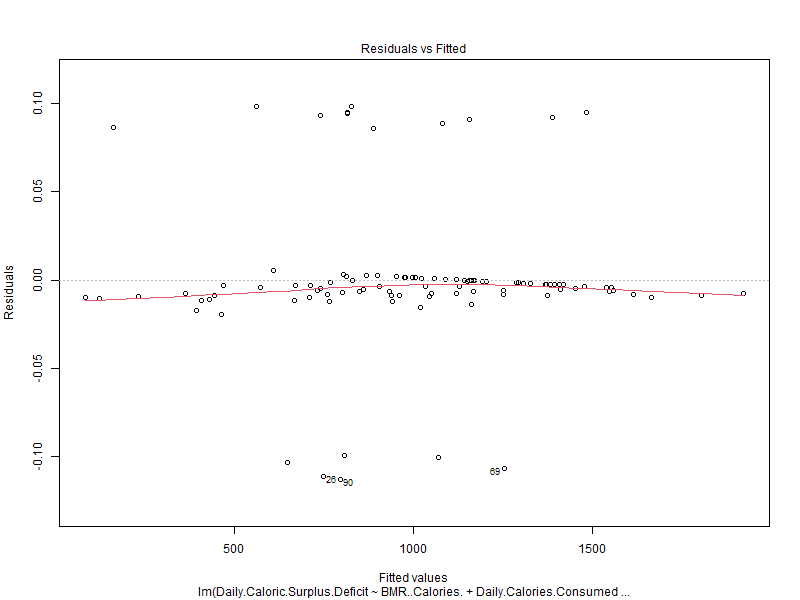 Residuals vs Fitted
0.10
0.05
0.00
-0.05
-0.10
Residuals
26
90
69
500
1000
1500
Fitted values
lm(Daily.Caloric.Surplus.Deficit ~ BMR..Calories. + Daily.Calories.Consumed ...